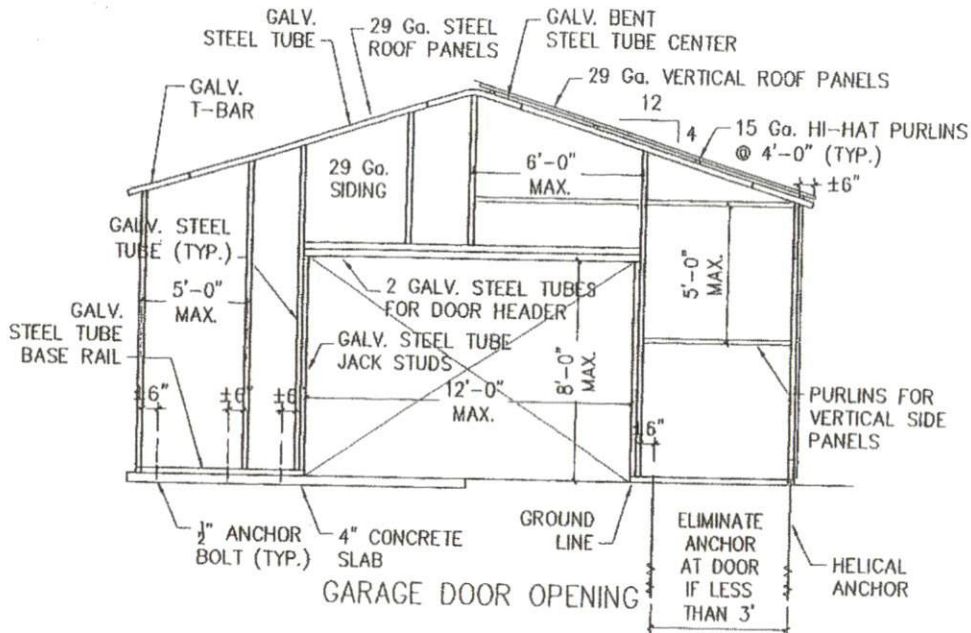 GALV.
STEEL TUBE
29 Ga. STEEL
ROOF PANELS
GALV. BENT
STEEL TUBE CENTER
29 Ga. VERTICAL ROOF PANELS
GALV.
T-BAR
12
4
15 Ga. HI-HAT PURLINS
@ 4'-0" (TYP.)
29 Ga.
SIDING
6'-0"
MAX.
±6"
GALV. STEEL
TUBE (TYP.)
5'-0"
MAX.
2 GALV. STEEL TUBES
FOR DOOR HEADER
5'-0"
MAX.
GALV.
STEEL TUBE
BASE RAIL
GALV. STEEL TUBE
JACK STUDS
8'-0"
MAX.
12'-0"
MAX.
±6"
±6"
±6"
±6"
PURLINS FOR
VERTICAL SIDE
PANELS
½" ANCHOR
BOLT (TYP.)
4" CONCRETE
SLAB
GROUND
LINE
ELIMINATE
ANCHOR
AT DOOR
IF LESS
THAN 3'
HELICAL
ANCHOR
GARAGE DOOR OPENING